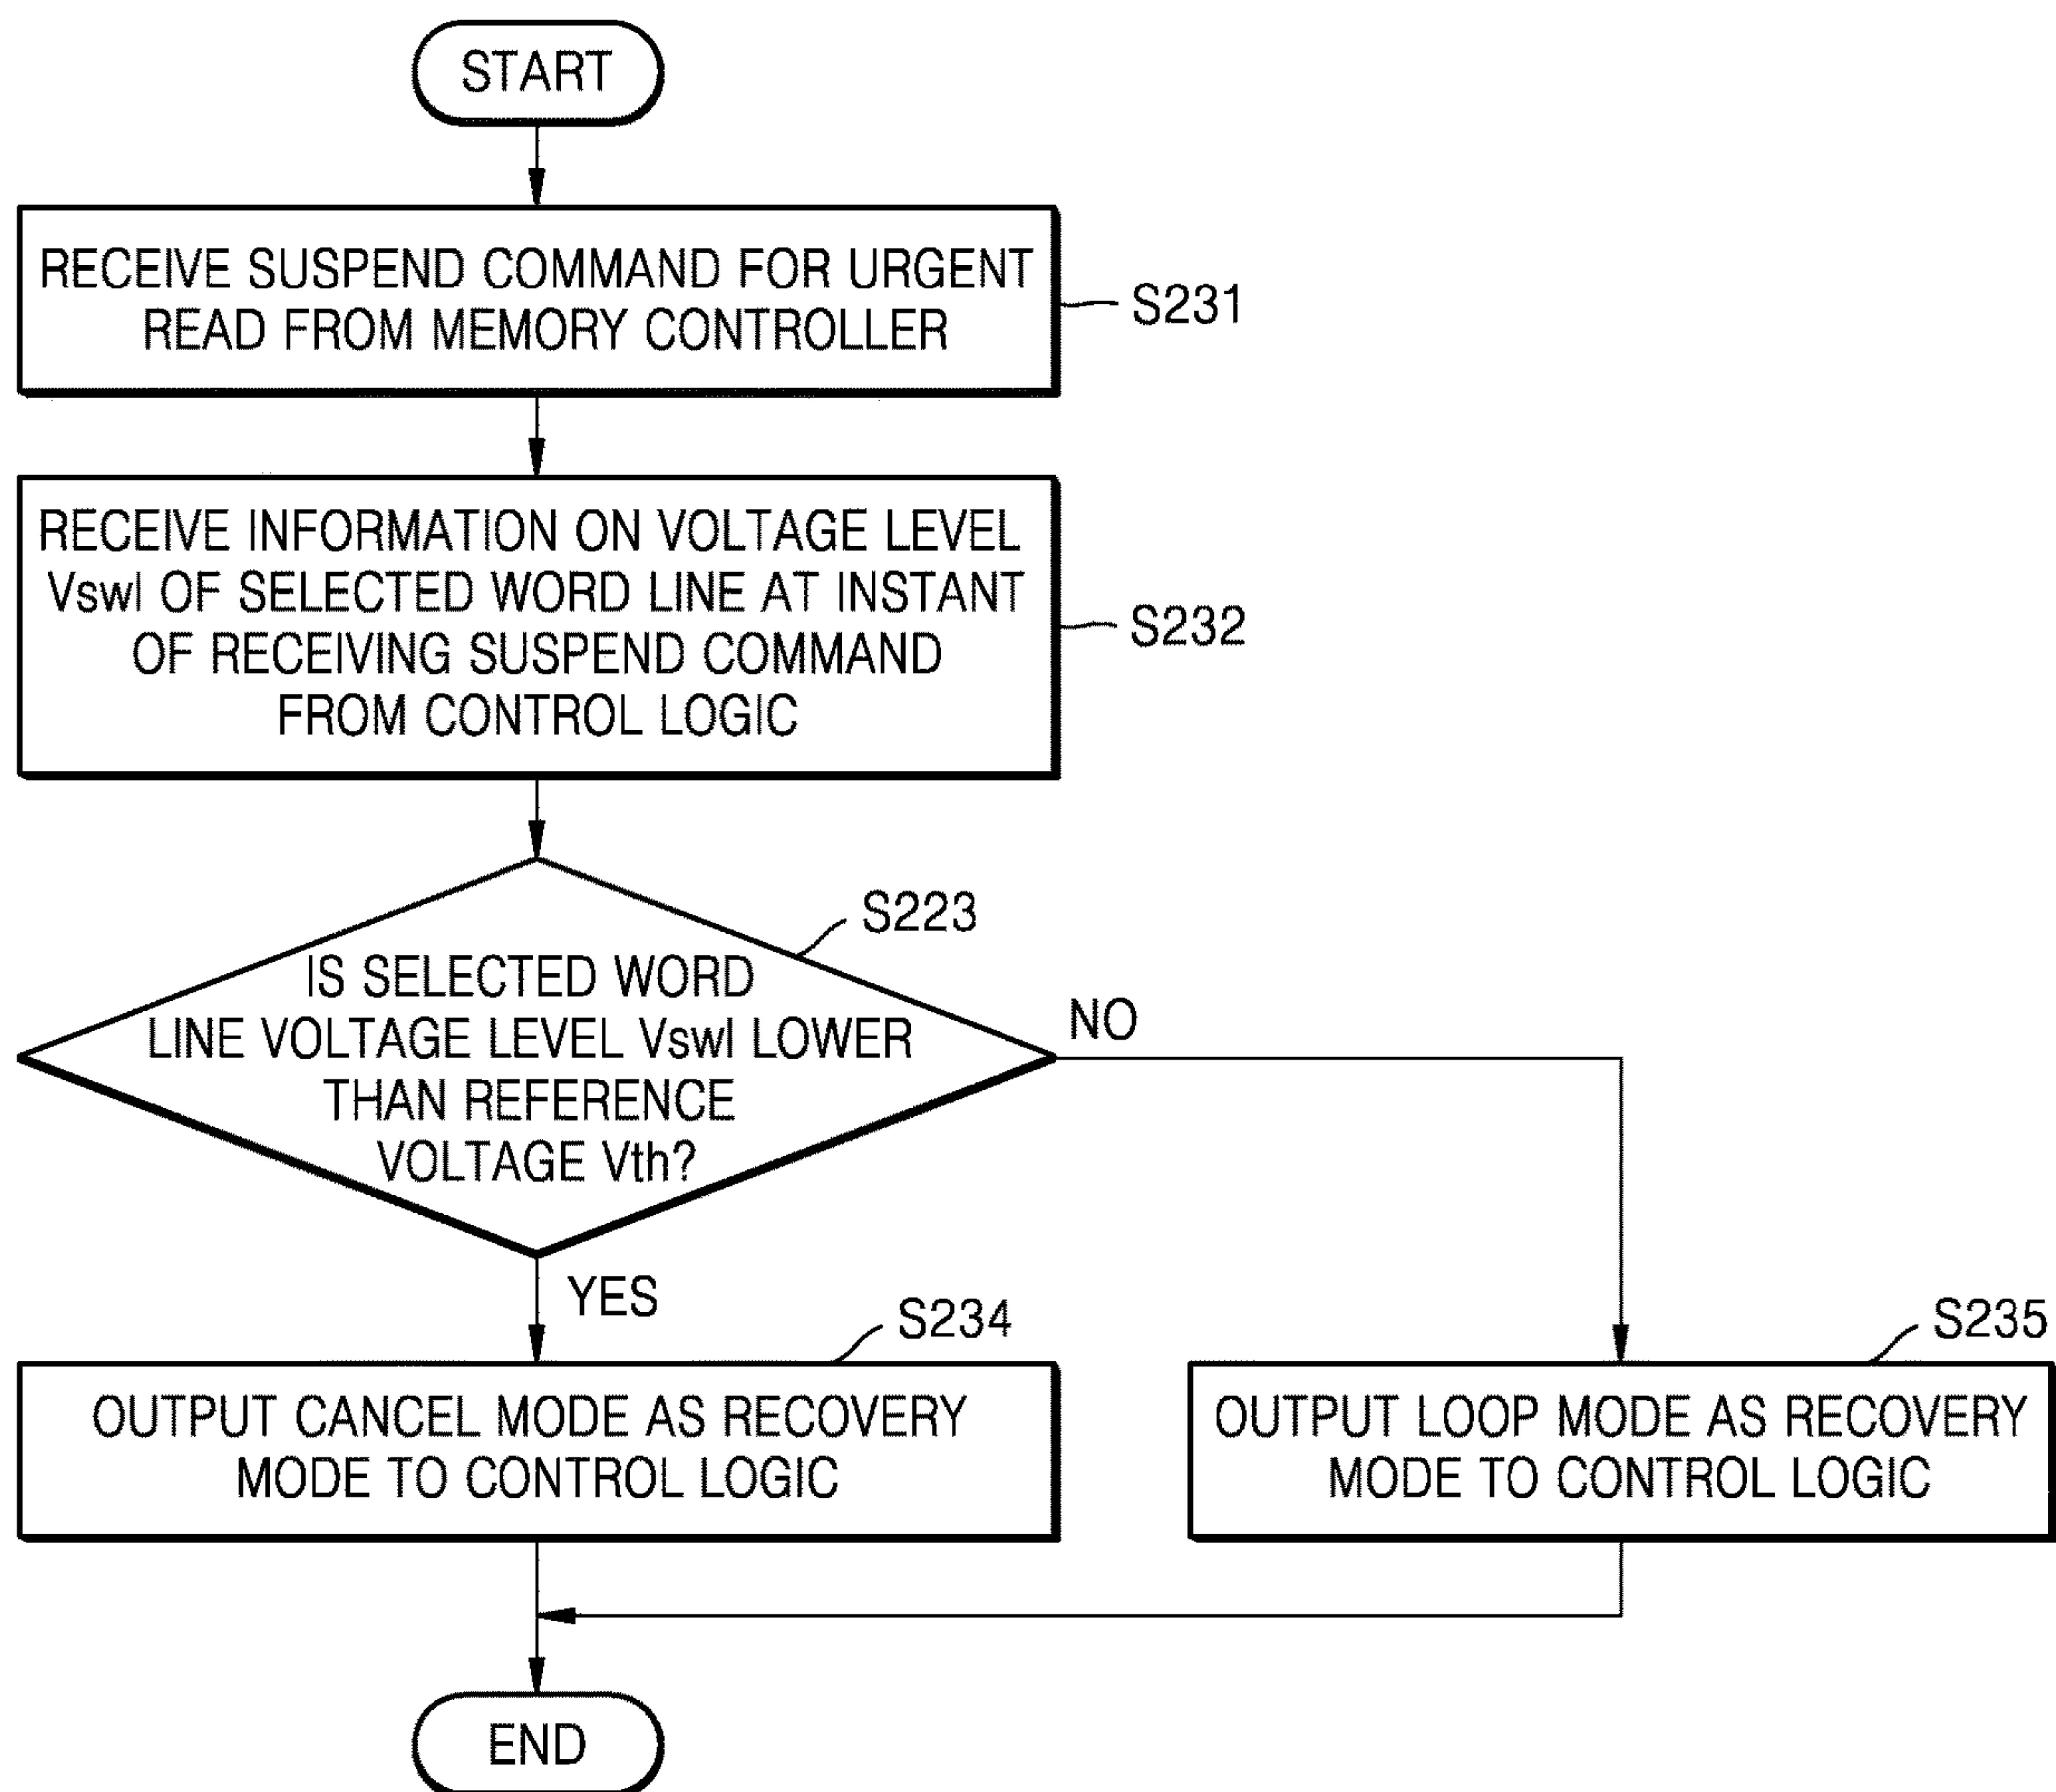 START
RECEIVE SUSPEND COMMAND FOR URGENT
READ FROM MEMORY CONTROLLER
S231
RECEIVE INFORMATION ON VOLTAGE LEVEL
Vswl OF SELECTED WORD LINE AT INSTANT
OF RECEIVING SUSPEND COMMAND
FROM CONTROL LOGIC
S232
S223
IS SELECTED WORD
LINE VOLTAGE LEVEL Vswl LOWER
THAN REFERENCE
VOLTAGE Vth?
NO
YES
S234
OUTPUT CANCEL MODE AS RECOVERY
MODE TO CONTROL LOGIC
S235
OUTPUT LOOP MODE AS RECOVERY
MODE TO CONTROL LOGIC
END